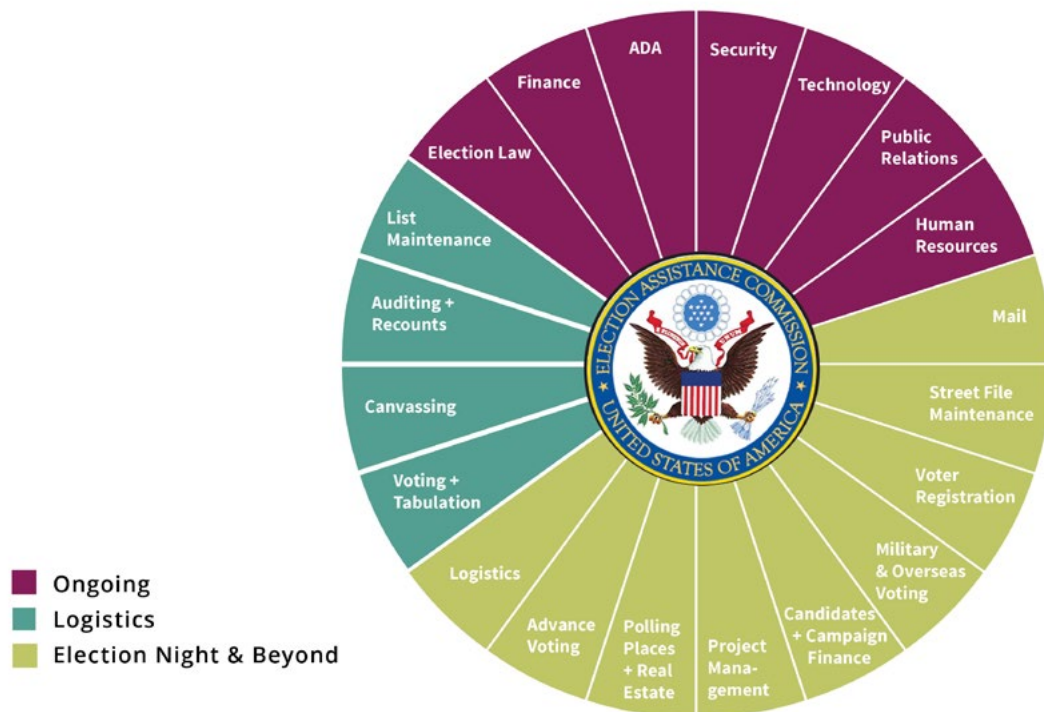 ADA
Security
Finance
Technology
Election Law
Public
Relations
List
Maintenance
Human
Resources
Auditing +
Recounts
Mail
Canvassing
Street File
Maintenance
Voting +
Tabulation
Voter
Registration
Logistics
Military
& Overseas
Voting
Advance
Voting
Polling
Places
+ Real
Estate
Project
Mana-
gement
Candidates
+ Campaign
Finance
ELECTION ASSISTANCE COMMISSION
UNITED STATES OF AMERICA
Ongoing
Logistics
Election Night & Beyond